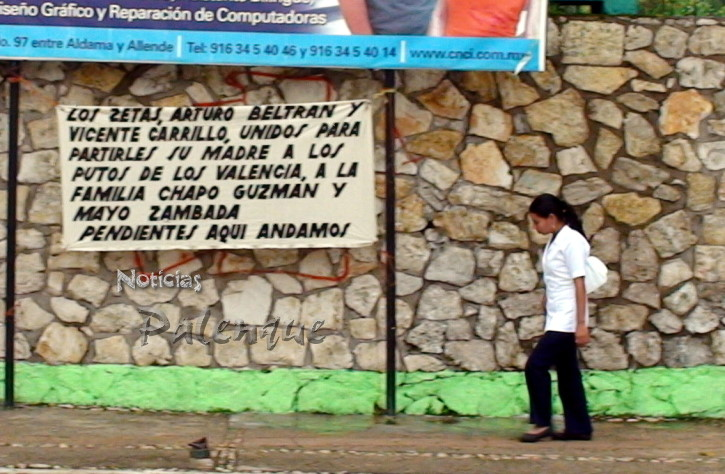 Diseño Gráfico y Reparación de Computadoras
o. 97 entre Aldama y Allende Tel: 916 34 5 40 46 y 916 34 5 40 14 www.cnci.com.mx
LOS ZETAS, ARTURO BELTRAN Y
VICENTE CARRILLO, UNIDOS PARA
PARTIRLES SU MADRE A LOS
PUTOS DE LOS VALENCIA, A LA
FAMILIA CHAPO GUZMAN Y
MAYO ZAMBADA
PENDIENTES AQUI ANDAMOS
Noticias
Palenque